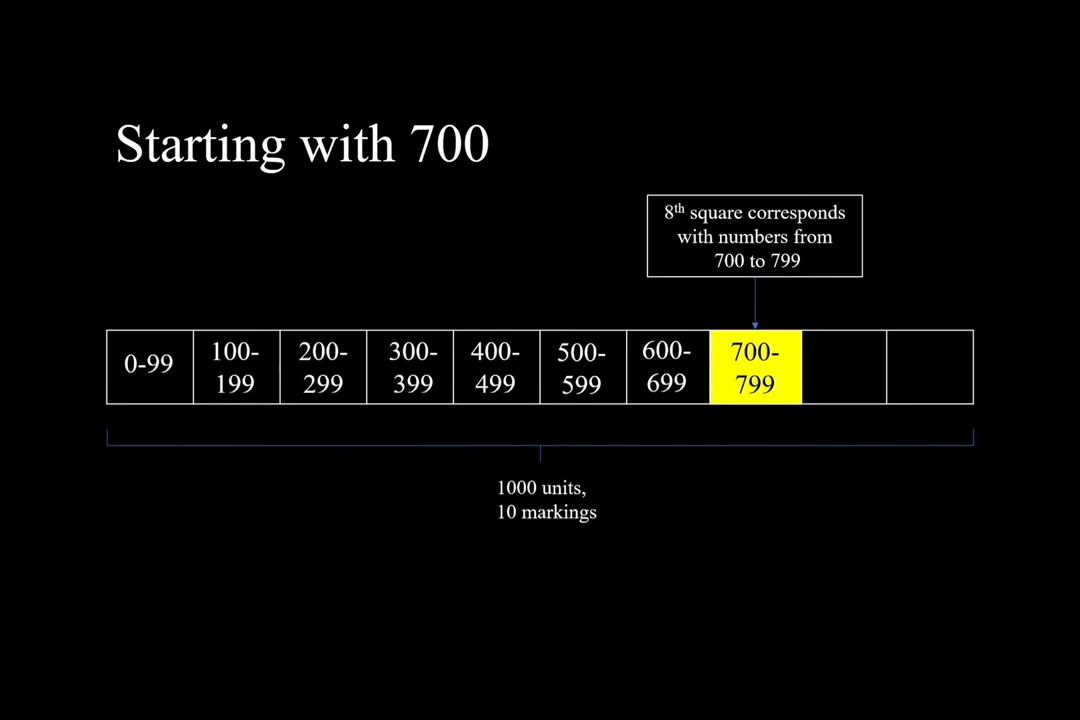 Starting with 700
8th square corresponds
with numbers from
700 to 799
0-99
100-
199
200-
299
300-
399
400-
499
500-
599
600-
699
700-
799
1000 units,
10 markings